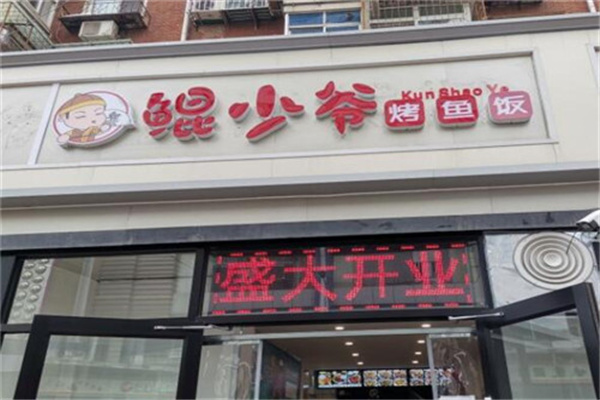 Kun Shao Ye
鲲少爷 烤鱼饭
盛大开业